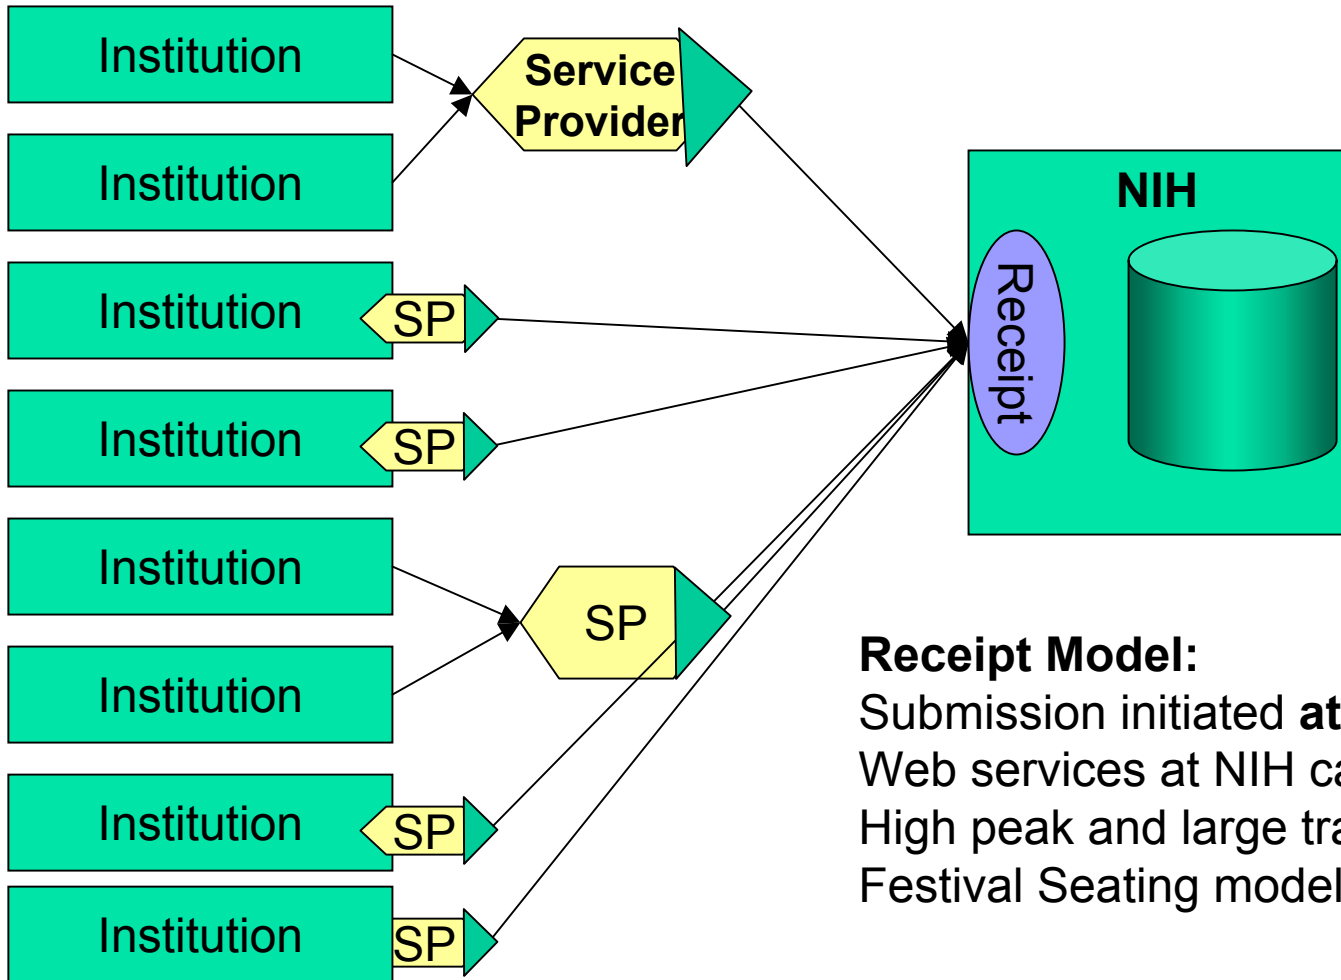 Institution
Service
Provider
Institution
NIH
Institution
SP
Receipt
Institution
SP
Institution
SP
Institution
Receipt Model:
Submission initiated at
Web services at NIH
High peak and large
Festival Seating model
Institution
SP
Institution
SP